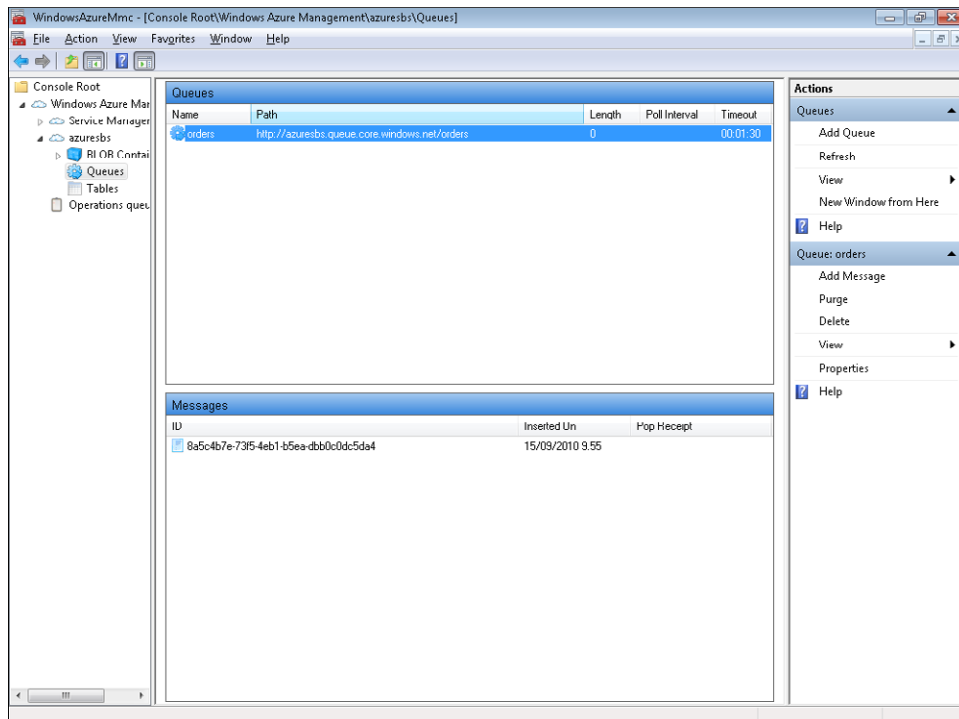 WindowsAzureMmc - [Console Root\Windows Azure Management\azuresbs\Queues]
File Action View Favorites Window Help
Console Root
Windows Azure Mar
Service Manager
azuresbs
BLOB Contai
Queues
Tables
Operations queu
Queues
Name Path Length Poll Interval Timeout
orders http://azuresbs.queue.core.windows.net/orders 0 00:01:30
Messages
ID Inserted On Pop Receipt
8a5c4b7e-73f5-4eb1-b5ea-dbb0c0dc5da4 15/09/2010 9.55
Actions
Queues
Add Queue
Refresh
View
New Window from Here
Help
Queue: orders
Add Message
Purge
Delete
View
Properties
Help